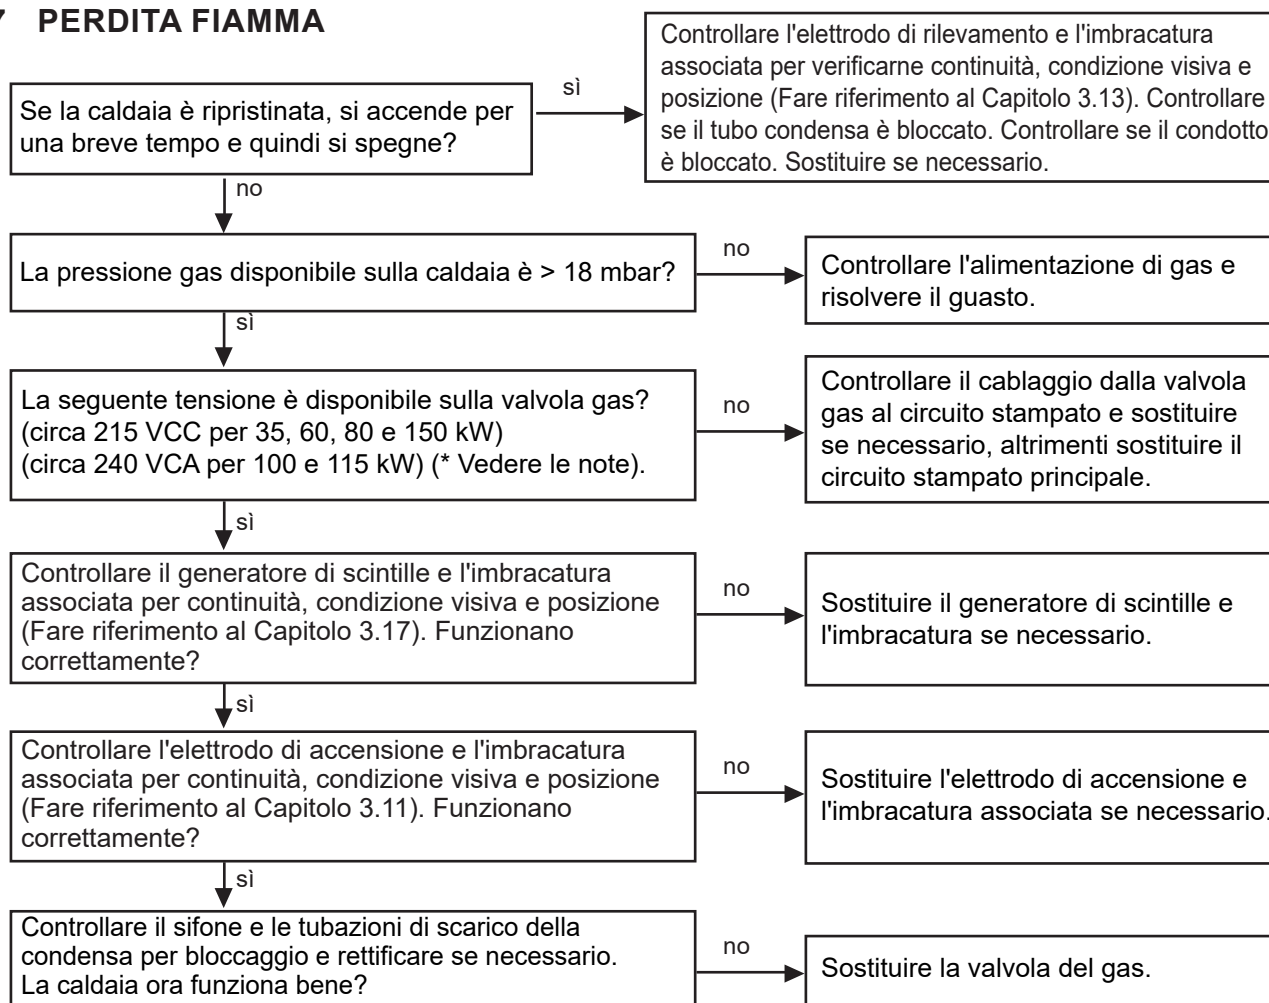 PERDITA FIAMMA
Controllare l'elettrodo di rilevamento e l'imbracatura
associata per verificarne continuità, condizione visiva e
posizione (Fare riferimento al Capitolo 3.13). Controllare
se il tubo condensa è bloccato. Controllare se il condotto
è bloccato. Sostituire se necessario.
sì
Se la caldaia è ripristinata, si accende per
una breve tempo e quindi si spegne?
no
La pressione gas disponibile sulla caldaia è > 18 mbar?
no
Controllare l'alimentazione di gas e
risolvere il guasto.
sì
La seguente tensione è disponibile sulla valvola gas?
(circa 215 VCC per 35, 60, 80 e 150 kW)
(circa 240 VCA per 100 e 115 kW) (* Vedere le note).
no
Controllare il cablaggio dalla valvola
gas al circuito stampato e sostituire
se necessario, altrimenti sostituire il
circuito stampato principale.
sì
Controllare il generatore di scintille e l'imbracatura
associata per continuità, condizione visiva e posizione
(Fare riferimento al Capitolo 3.17). Funzionano
correttamente?
no
Sostituire il generatore di scintille e
l'imbracatura se necessario.
sì
Controllare l'elettrodo di accensione e l'imbracatura
associata per continuità, condizione visiva e posizione
(Fare riferimento al Capitolo 3.11). Funzionano
correttamente?
no
Sostituire l'elettrodo di accensione e
l'imbracatura associata se necessario.
sì
Controllare il sifone e le tubazioni di scarico della
condensa per bloccaggio e rettificare se necessario.
La caldaia ora funziona bene?
no
Sostituire la valvola del gas.